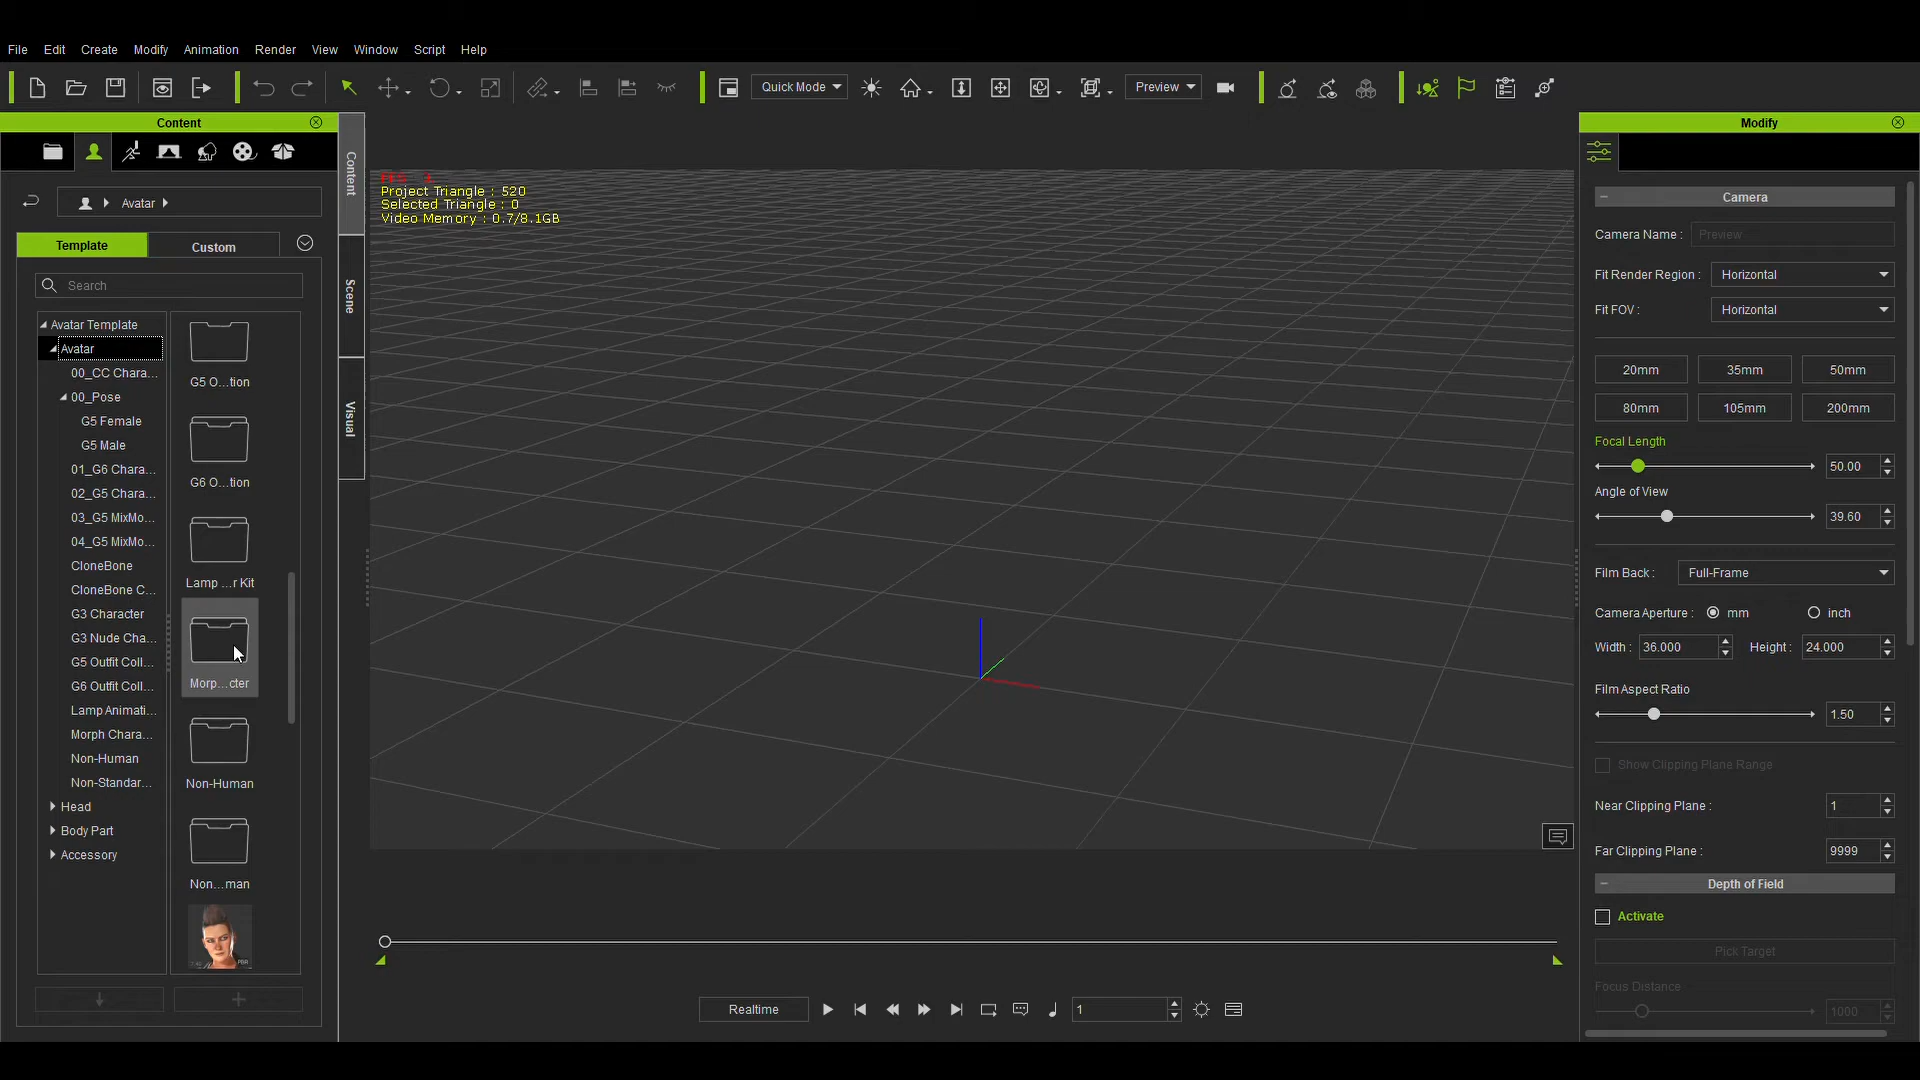 File Edit Create Modify Animation Render View Window Script Help
Quick Mode
Preview
Content
Avatar
Template Custom
Search
Avatar Template
Avatar
00_CC Chara...
00_Pose
G5 Female
G5 Male
01_G6 Chara...
02_G5 Chara...
03_G5 MixMo...
04_G5 MixMo...
CloneBone
CloneBone C...
G3 Character
G3 Nude Cha...
G5 Outfit Coll...
G6 Outfit Coll...
Lamp Animati...
Morph Chara...
Non-Human
Non-Standar...
Head
Body Part
Accessory
G5 O...tion
G6 O...tion
Lamp ...r Kit
Morp...cter
Non-Human
Non...man
Content
Scene
Visual
Project Triangle : 520
Selected Triangle : 0
Video Memory : 0.7/8.1GB
Realtime
1
Modify
Camera
Camera Name : Preview
Fit Render Region : Horizontal
Fit FOV : Horizontal
20mm 35mm 50mm
80mm 105mm 200mm
Focal Length
50.00
Angle of View
39.60
Film Back : Full-Frame
Camera Aperture : mm inch
Width : 36.000 Height : 24.000
Film Aspect Ratio
1.50
Show Clipping Plane Range
Near Clipping Plane : 1
Far Clipping Plane : 9999
Depth of Field
Activate
Pick Target
Focus Distance
1000